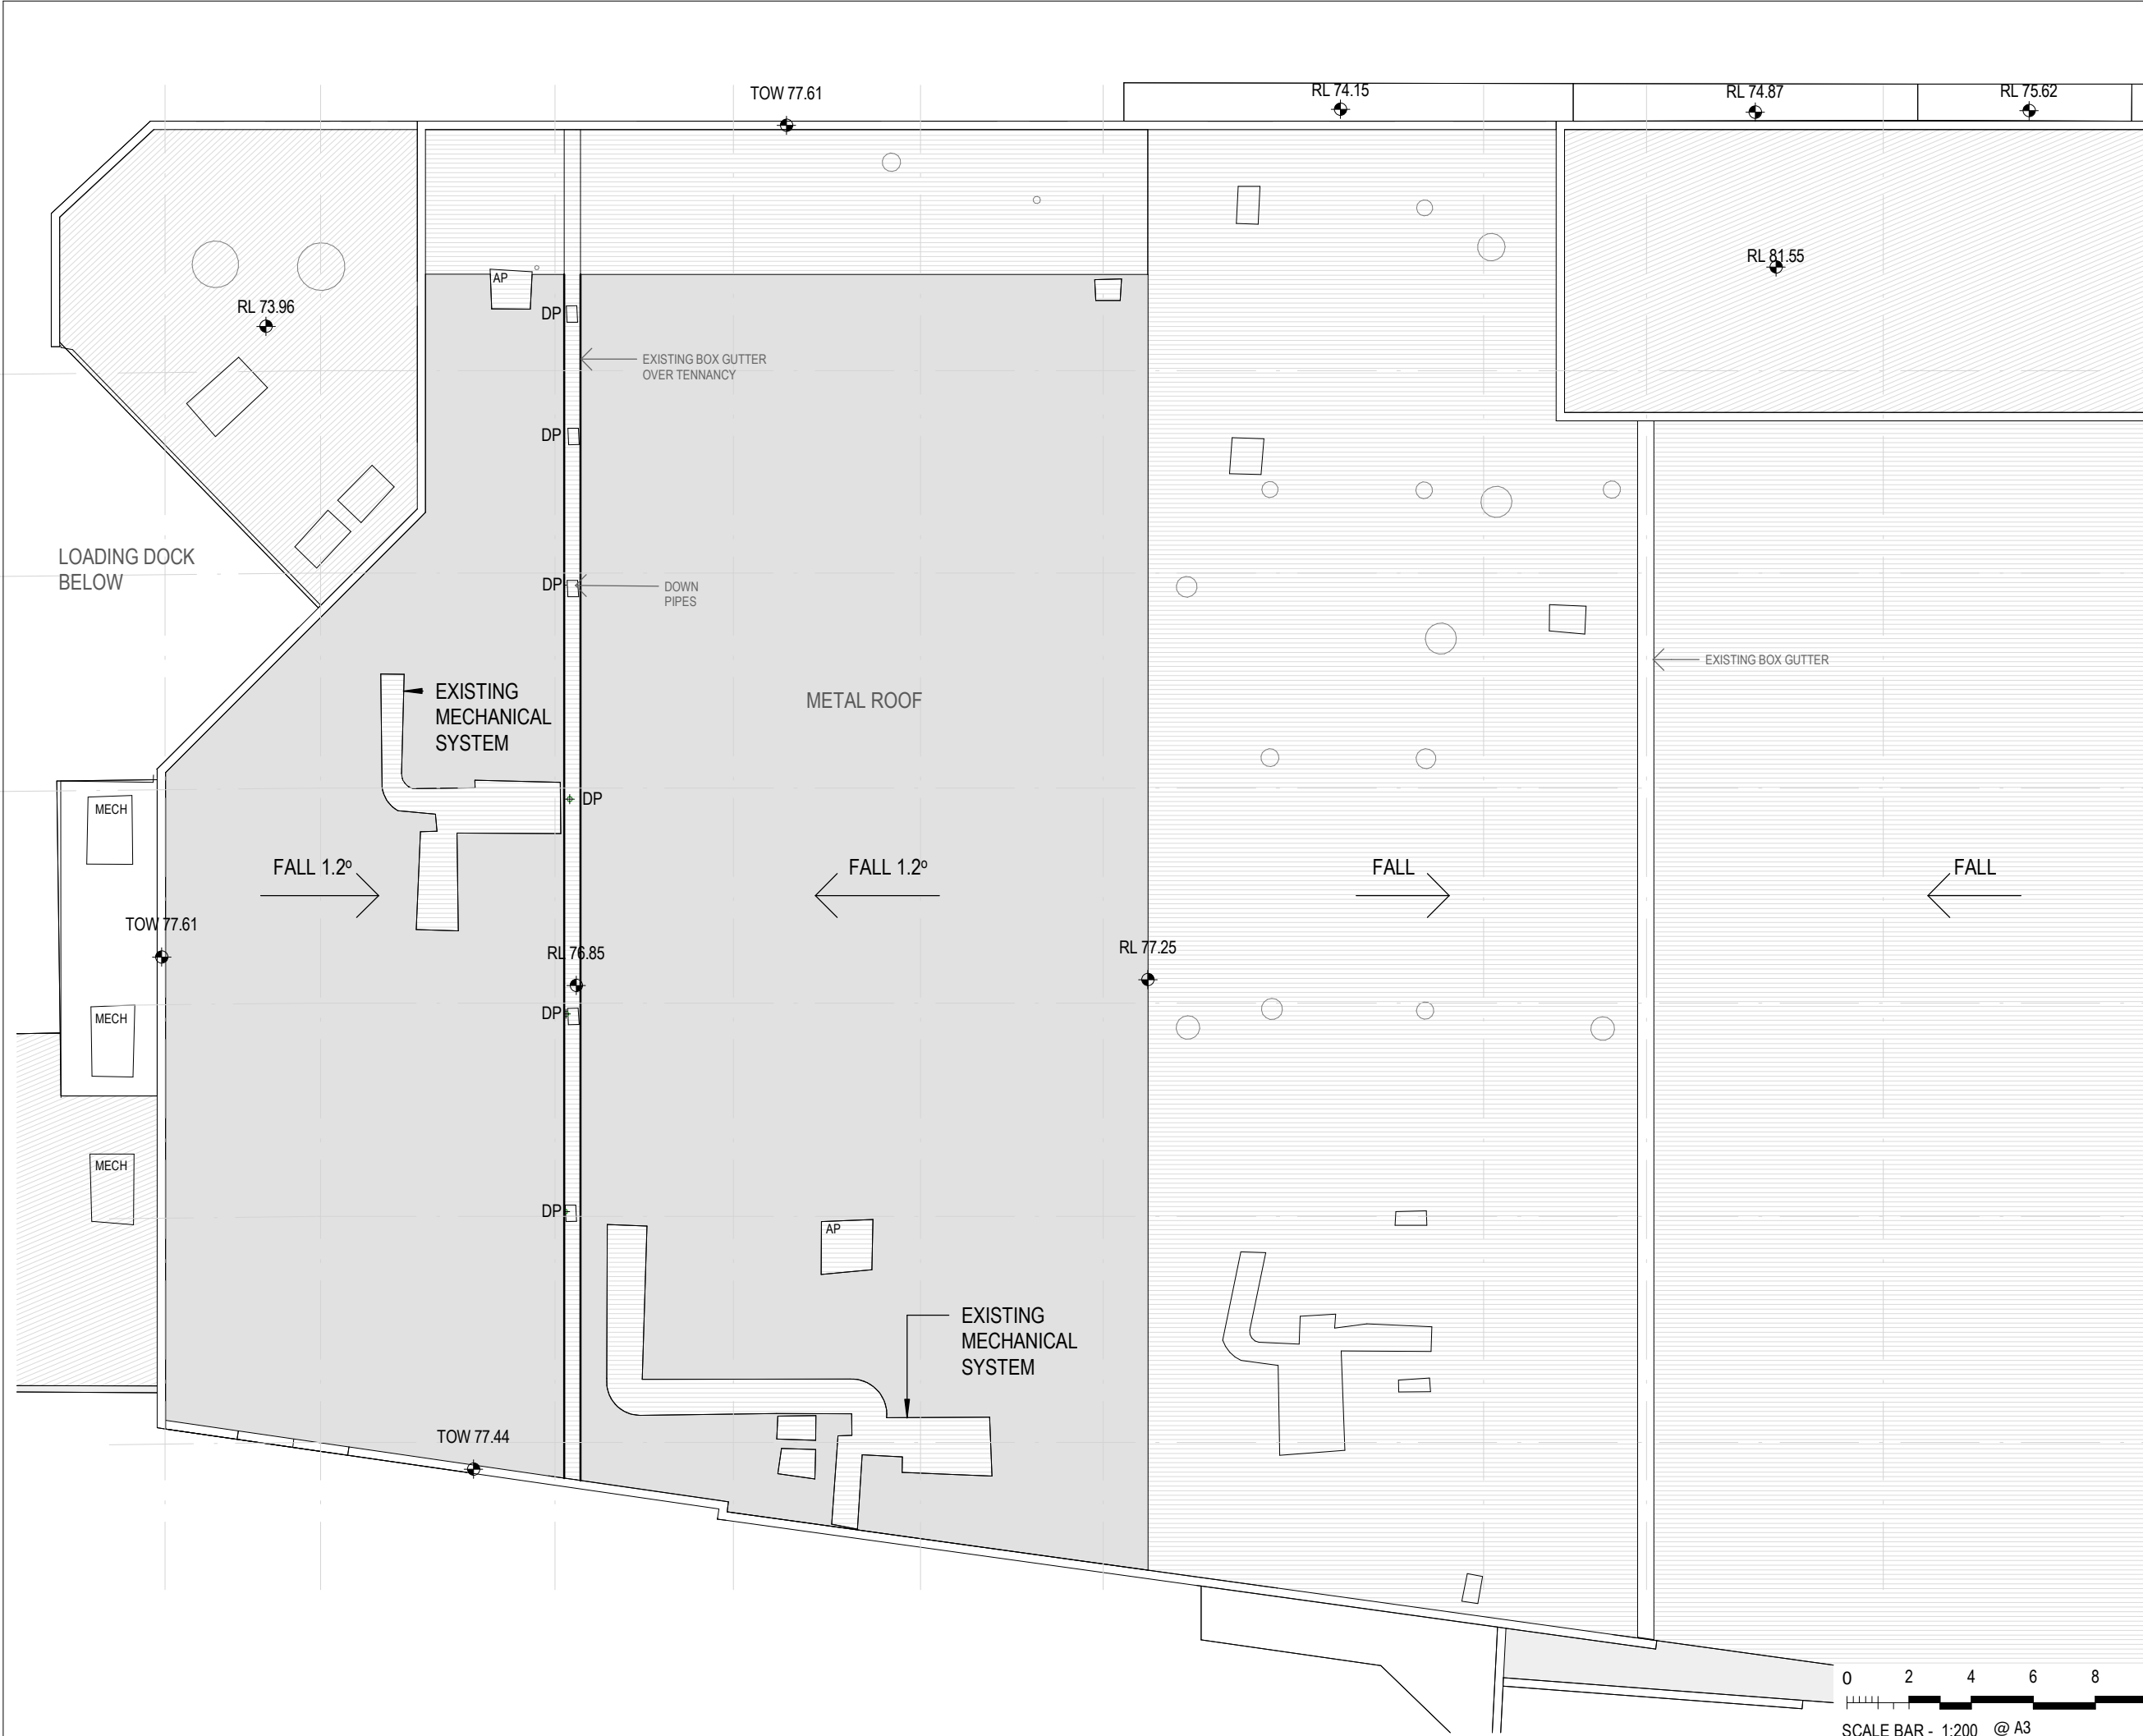 TOW 77.61
RL 74.15
RL 74.87
RL 75.62
RL 81.55
AP
RL 73.96
DP
EXISTING BOX GUTTER
OVER TENNANCY
DP
LOADING DOCK
BELOW
DP
DOWN
PIPES
EXISTING BOX GUTTER
EXISTING
MECHANICAL
SYSTEM
METAL ROOF
MECH
DP
FALL 1.2º
FALL 1.2º
FALL
FALL
TOW 77.61
RL 76.85
RL 77.25
MECH
DP
MECH
DP
AP
EXISTING
MECHANICAL
SYSTEM
TOW 77.44
0 2 4 6 8
SCALE BAR - 1:200 @ A3